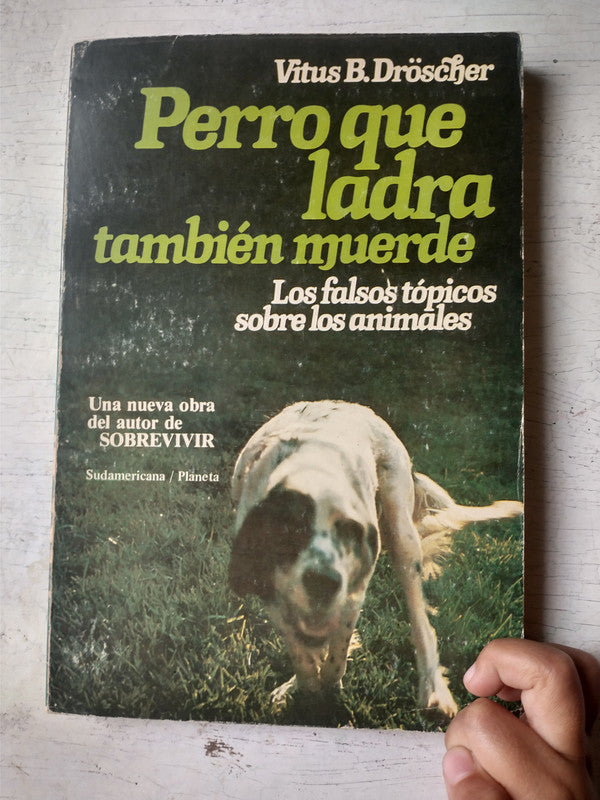 Vitus B. Dröscher
Perro que
ladra
también muerde
Los falsos tópicos
sobre los animales
Una nueva obra
del autor de
SOBREVIVIR
Sudamericana / Planeta